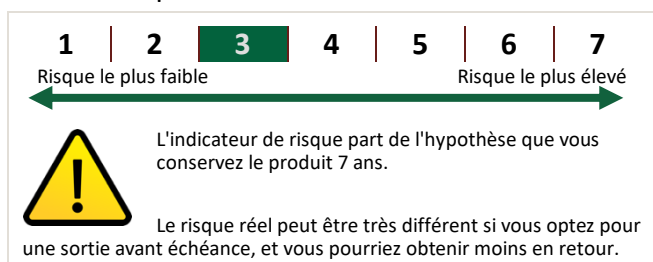 1 2 3 4 5 6 7
Risque le plus faible Risque le plus élevé
L'indicateur de risque part de l'hypothèse que vous
conservez le produit 7 ans.
Le risque réel peut être très différent si vous optez pour
une sortie avant échéance, et vous pourriez obtenir moins en retour.